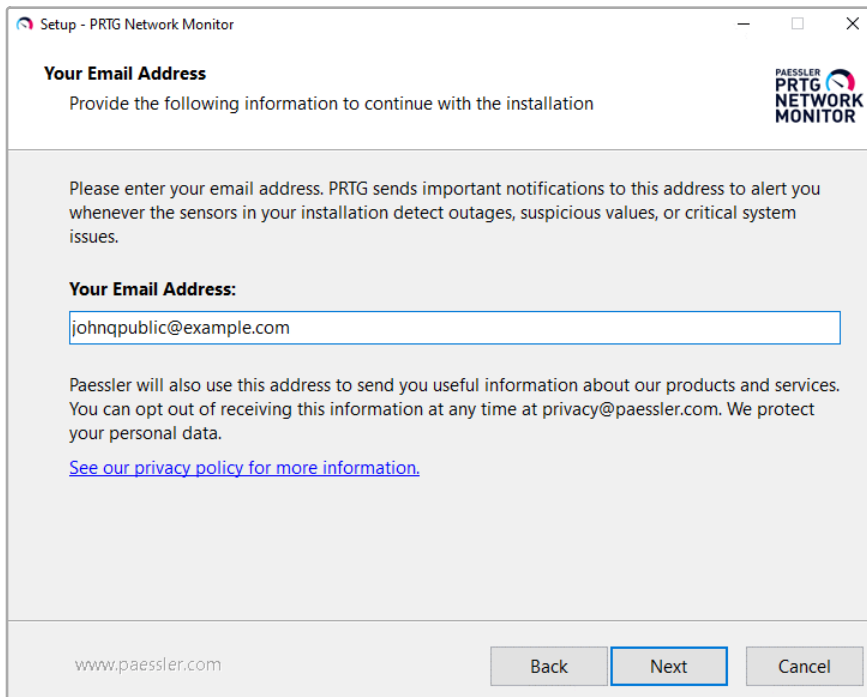 Setup - PRTG Network Monitor
Your Email Address
Provide the following information to continue with the installation
PAESSLER
PRTG
NETWORK
MONITOR
Please enter your email address. PRTG sends important notifications to this address to alert you
whenever the sensors in your installation detect outages, suspicious values, or critical system
issues.
Your Email Address:
johnqpublic@example.com
Paessler will also use this address to send you useful information about our products and services.
You can opt out of receiving this information at any time at privacy@paessler.com. We protect
your personal data.
See our privacy policy for more information.
www.paessler.com
Back
Next
Cancel